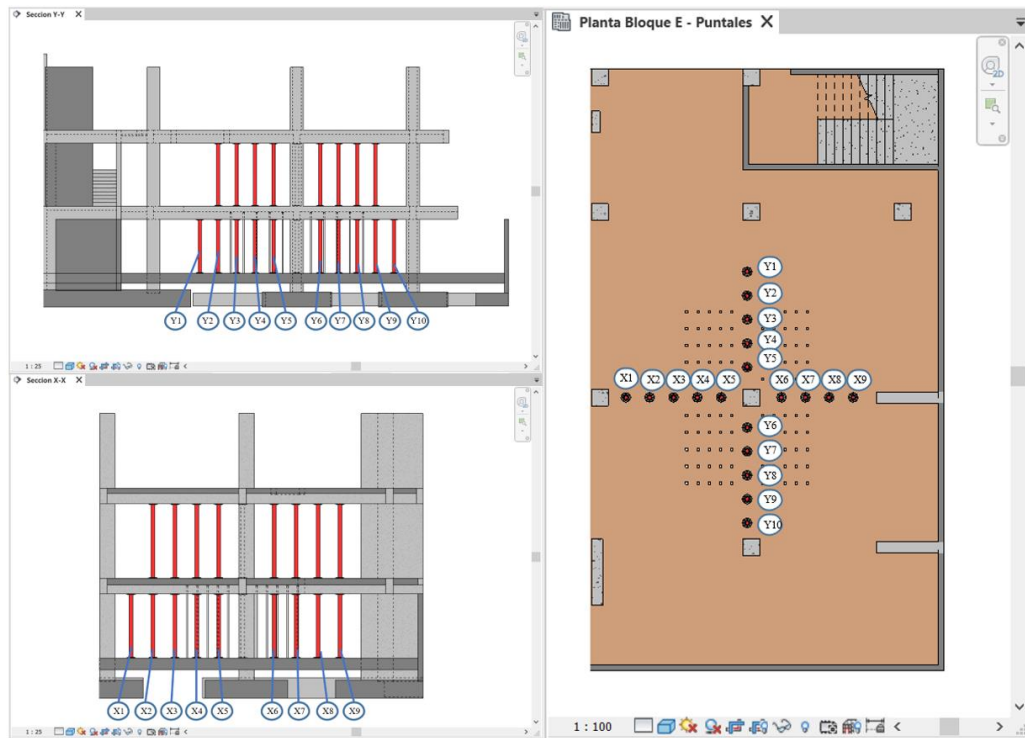 Seccion Y-Y X
Y1 Y2 Y3 Y4 Y5 Y6 Y7 Y8 Y9 Y10
1 : 25
Seccion X-X X
X1 X2 X3 X4 X5 X6 X7 X8 X9
1 : 25
Planta Bloque E - Puntales X
2D
Y1
Y2
Y3
Y4
Y5
X1 X2 X3 X4 X5 X6 X7 X8 X9
Y6
Y7
Y8
Y9
Y10
1 : 100